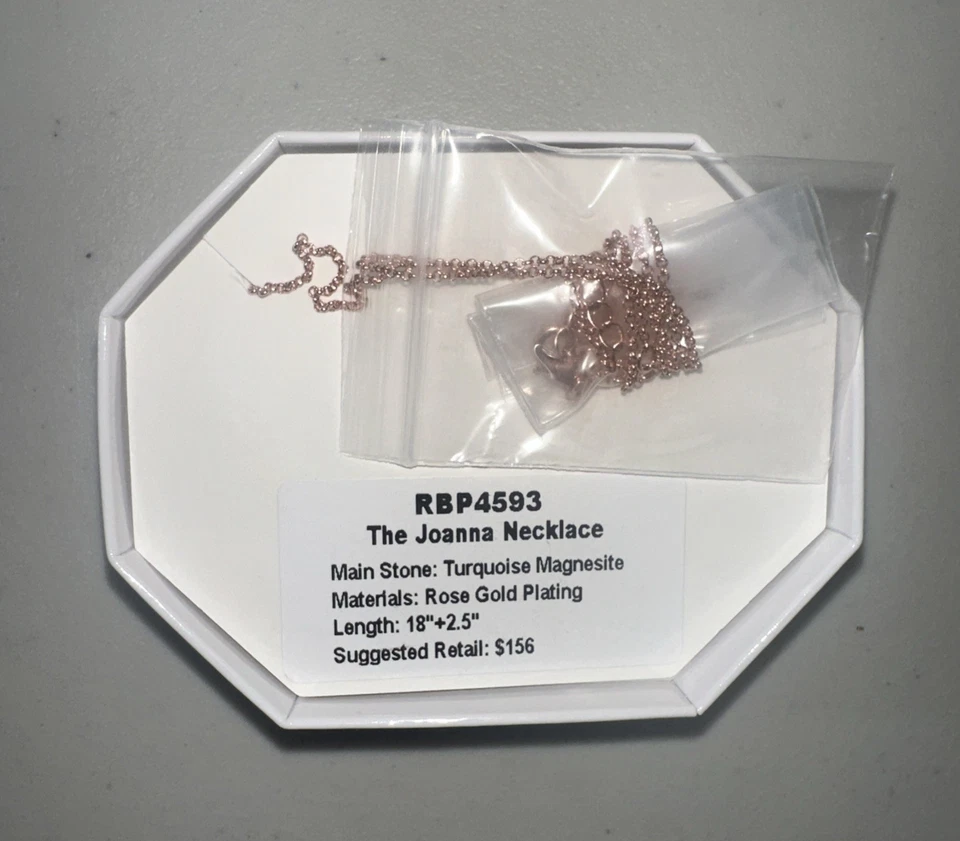 RBP4593
The Joanna Necklace
Main Stone: Turquoise Magnesite
Materials: Rose Gold Plating
Length: 18"+2.5"
Suggested Retail: $156